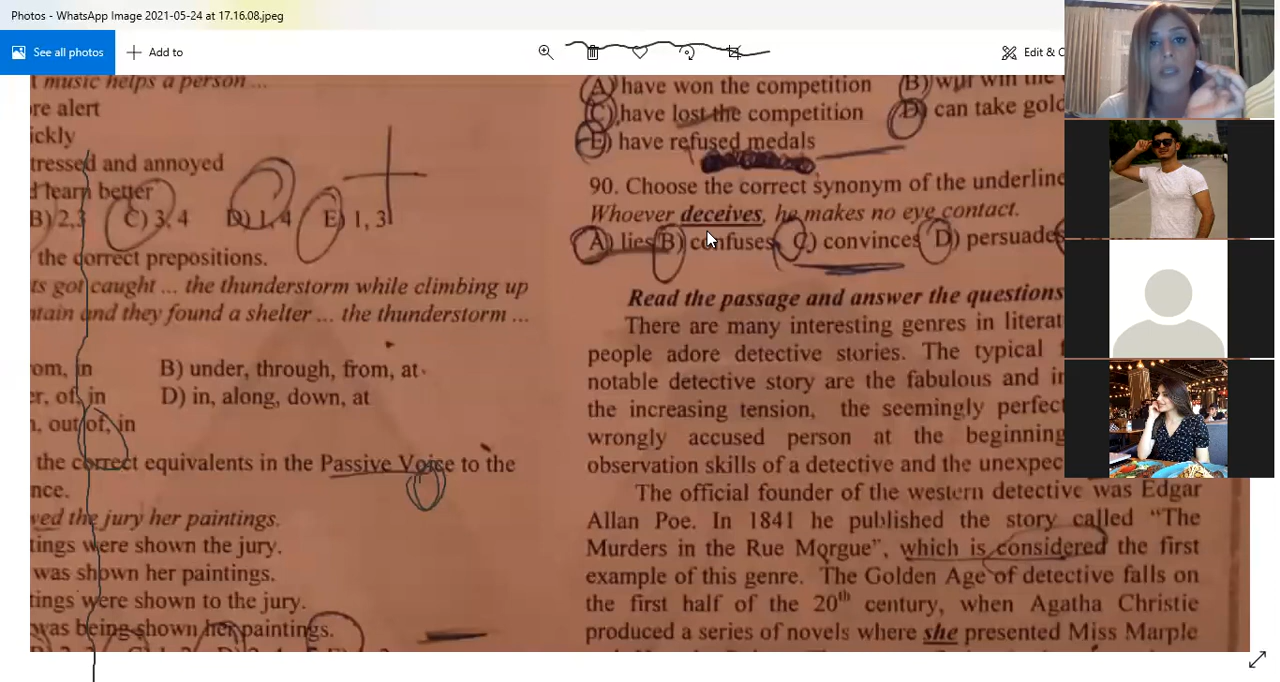 Photos - WhatsApp Image 2021-05-24 at 17.16.08.jpeg
See all photos
Add to
Edit & C
music helps a person ...
re alert
ickly
tressed and annoyed
learn better
B) 2,3 C) 3, 4 D) 1, 4 E) 1, 3
the correct prepositions.
ts got caught ... the thunderstorm while climbing up
ntain and they found a shelter ... the thunderstorm ...
om, in B) under, through, from, at
er, of, in D) in, along, down, at
n, out of, in
the correct equivalents in the Passive Voice to the
nce.
wed the jury her paintings.
tings were shown the jury.
was shown her paintings.
tings were shown to the jury.
was being shown her paintings.
A) have won the competition B) will win the
C) have lost the competition D) can take gold
E) have refused medals
90. Choose the correct synonym of the underline
Whoever deceives, he makes no eye contact.
A) lies B) confuses C) convinces D) persuade
Read the passage and answer the questions
There are many interesting genres in literat
people adore detective stories. The typical f
notable detective story are the fabulous and in
the increasing tension, the seemingly perfect
wrongly accused person at the beginning
observation skills of a detective and the unexpec
The official founder of the western detective was Edgar
Allan Poe. In 1841 he published the story called “The
Murders in the Rue Morgue”, which is considered the first
example of this genre. The Golden Age of detective falls on
the first half of the 20th century, when Agatha Christie
produced a series of novels where she presented Miss Marple